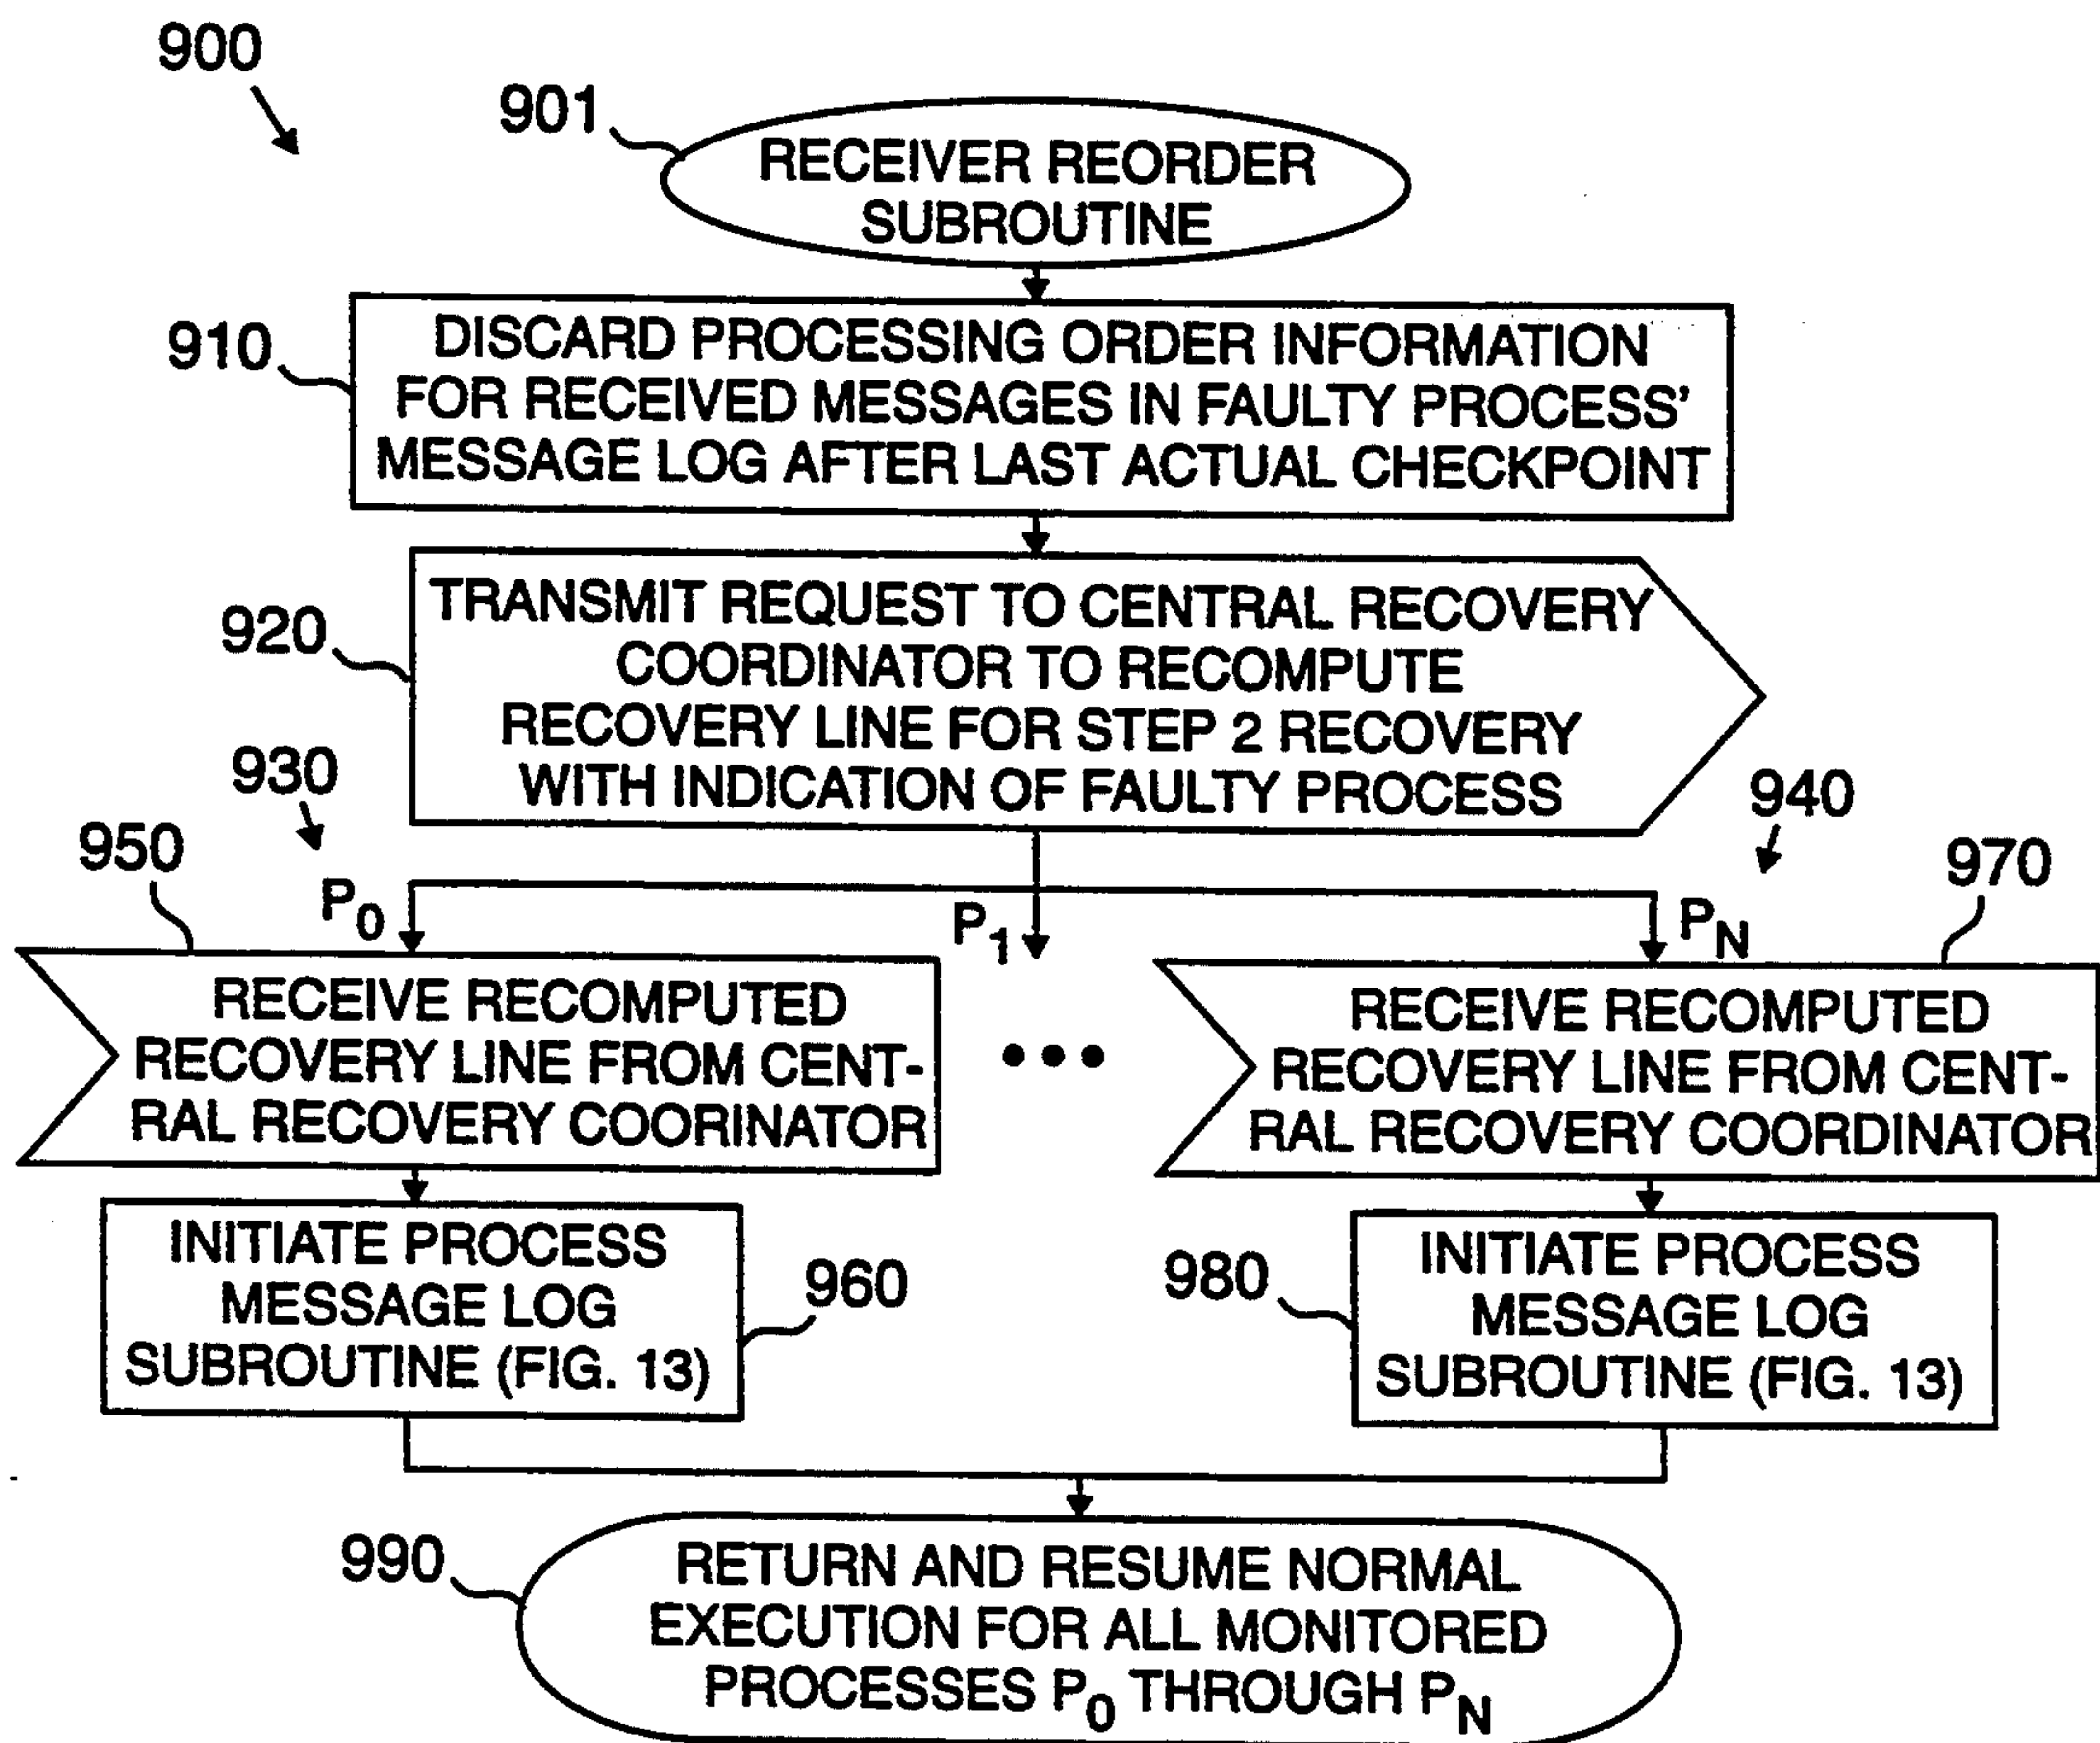 900
901
RECEIVER REORDER
SUBROUTINE
910
DISCARD PROCESSING ORDER INFORMATION
FOR RECEIVED MESSAGES IN FAULTY PROCESS'
MESSAGE LOG AFTER LAST ACTUAL CHECKPOINT
920
TRANSMIT REQUEST TO CENTRAL RECOVERY
COORDINATOR TO RECOMPUTE
RECOVERY LINE FOR STEP 2 RECOVERY
WITH INDICATION OF FAULTY PROCESS
930
940
950
P0
P1
PN
970
RECEIVE RECOMPUTED
RECOVERY LINE FROM CENT-
RAL RECOVERY COORINATOR
•••
RECEIVE RECOMPUTED
RECOVERY LINE FROM CENT-
RAL RECOVERY COORDINATOR
INITIATE PROCESS
MESSAGE LOG
SUBROUTINE (FIG. 13)
960
980
INITIATE PROCESS
MESSAGE LOG
SUBROUTINE (FIG. 13)
990
RETURN AND RESUME NORMAL
EXECUTION FOR ALL MONITORED
PROCESSES P0 THROUGH PN